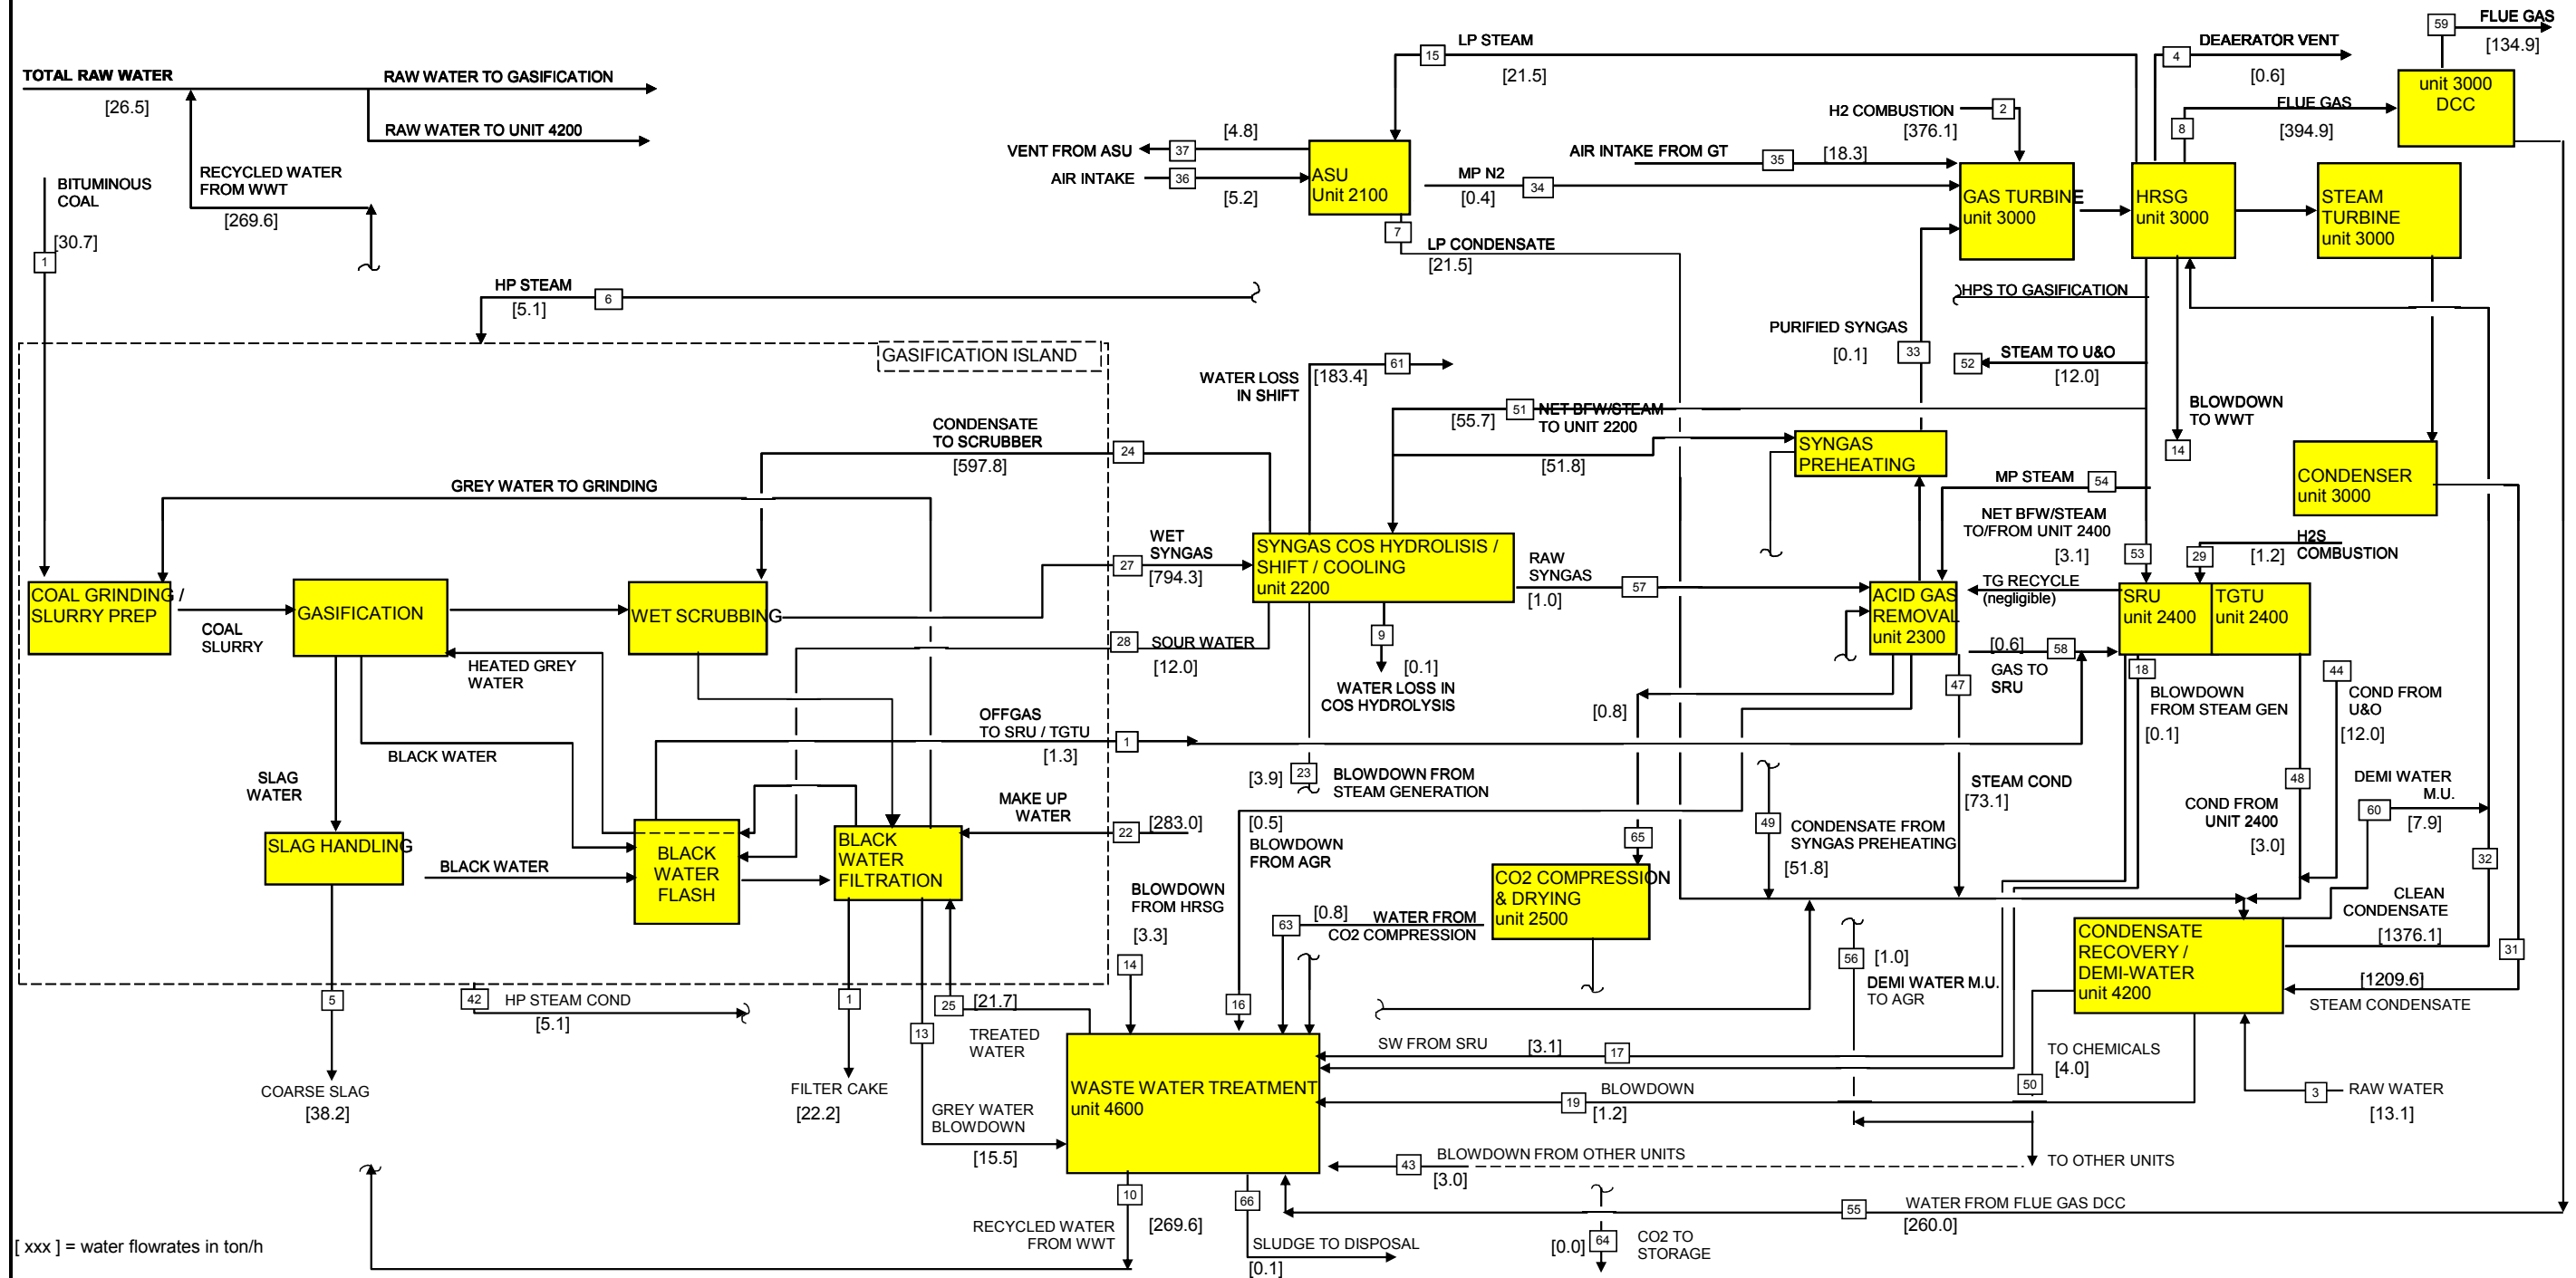 TOTAL RAW WATER
[26.5]
RAW WATER TO GASIFICATION
RAW WATER TO UNIT 4200
RECYCLED WATER
FROM WWT
[269.6]
BITUMINOUS
COAL
[30.7]
1
HP STEAM
6
[5.1]
15
LP STEAM
[21.5]
VENT FROM ASU
37
[4.8]
AIR INTAKE
36
[5.2]
ASU
Unit 2100
7
LP CONDENSATE
[21.5]
MP N2
34
[0.4]
AIR INTAKE FROM GT
35
[18.3]
H2 COMBUSTION
2
[376.1]
GAS TURBINE
unit 3000
HRSG
unit 3000
STEAM
TURBINE
unit 3000
4
DEAERATOR VENT
[0.6]
8
FLUE GAS
[394.9]
unit 3000
DCC
59
FLUE GAS
[134.9]
HPS TO GASIFICATION
PURIFIED SYNGAS
[0.1]
33
52
STEAM TO U&O
[12.0]
BLOWDOWN
TO WWT
14
CONDENSER
unit 3000
GASIFICATION ISLAND
WATER LOSS
IN SHIFT
[183.4]
61
[55.7]
51
NET BFW/STEAM
TO UNIT 2200
[51.8]
SYNGAS
PREHEATING
MP STEAM
54
NET BFW/STEAM
TO/FROM UNIT 2400
[3.1]
53
29
H2S
COMBUSTION
[1.2]
CONDENSATE
TO SCRUBBER
[597.8]
24
GREY WATER TO GRINDING
COAL GRINDING /
SLURRY PREP
COAL
SLURRY
GASIFICATION
WET SCRUBBING
27
WET
SYNGAS
[794.3]
SYNGAS COS HYDROLISIS /
SHIFT / COOLING
unit 2200
RAW
SYNGAS
57
[1.0]
ACID GAS
REMOVAL
unit 2300
TG RECYCLE
(negligible)
SRU
unit 2400
TGTU
unit 2400
28
SOUR WATER
[12.0]
9
[0.1]
WATER LOSS IN
COS HYDROLYSIS
[0.6]
58
GAS TO
SRU
47
18
BLOWDOWN
FROM STEAM GEN
[0.1]
44
COND FROM
U&O
[12.0]
HEATED GREY
WATER
BLACK WATER
SLAG
WATER
OFFGAS
TO SRU / TGTU
[1.3]
1
[3.9]
23
BLOWDOWN FROM
STEAM GENERATION
[0.8]
STEAM COND
[73.1]
48
COND FROM
UNIT 2400
[3.0]
DEMI WATER
M.U.
60
[7.9]
SLAG HANDLING
BLACK WATER
BLACK
WATER
FLASH
BLACK
WATER
FILTRATION
MAKE UP
WATER
22
[283.0]
[0.5]
BLOWDOWN
FROM AGR
65
49
CONDENSATE FROM
SYNGAS PREHEATING
[51.8]
32
BLOWDOWN
FROM HRSG
[3.3]
14
63
[0.8]
WATER FROM
CO2 COMPRESSION
CO2 COMPRESSION
& DRYING
unit 2500
56
[1.0]
DEMI WATER M.U.
TO AGR
CONDENSATE
RECOVERY /
DEMI-WATER
unit 4200
CLEAN
CONDENSATE
[1376.1]
31
[1209.6]
STEAM CONDENSATE
5
COARSE SLAG
[38.2]
42
HP STEAM COND
[5.1]
1
FILTER CAKE
[22.2]
13
25
[21.7]
TREATED
WATER
GREY WATER
BLOWDOWN
[15.5]
16
WASTE WATER TREATMENT
unit 4600
SW FROM SRU
[3.1]
17
19
BLOWDOWN
[1.2]
TO CHEMICALS
[4.0]
50
3
RAW WATER
[13.1]
43
BLOWDOWN FROM OTHER UNITS
[3.0]
TO OTHER UNITS
10
RECYCLED WATER
FROM WWT
[269.6]
66
SLUDGE TO DISPOSAL
[0.1]
[0.0]
64
CO2 TO
STORAGE
55
WATER FROM FLUE GAS DCC
[260.0]
[ xxx ] = water flowrates in ton/h